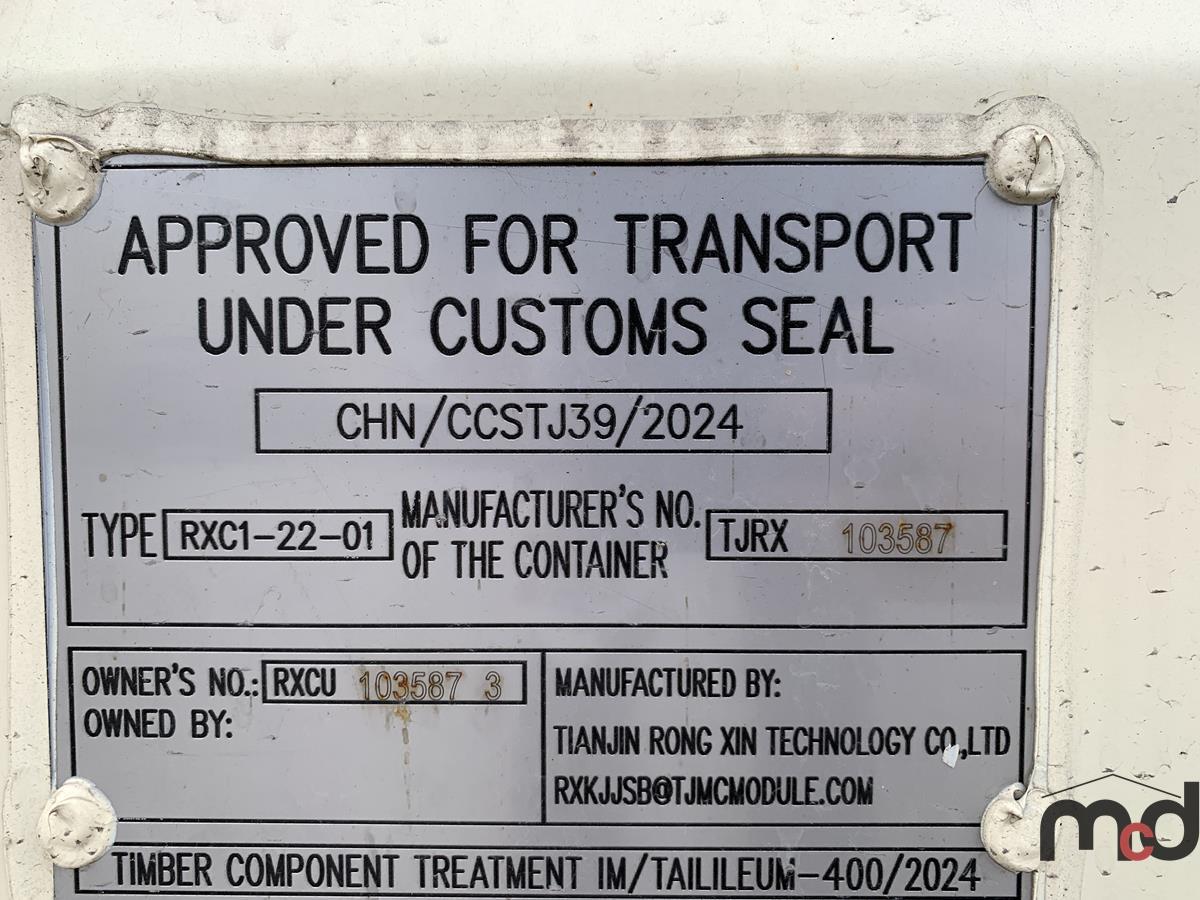 APPROVED FOR TRANSPORT
UNDER CUSTOMS SEAL
CHN/CCSTJ39/2024
TYPE RXC1-22-01 MANUFACTURER'S NO. OF THE CONTAINER TJRX 103587
OWNER'S NO.: RXCU 103587 3
OWNED BY:
MANUFACTURED BY:
TIANJIN RONG XIN TECHNOLOGY CO.,LTD
RXKJJSB@TJMCMODULE.COM
TIMBER COMPONENT TREATMENT IM/TAILILEUM-400/2024
mcd